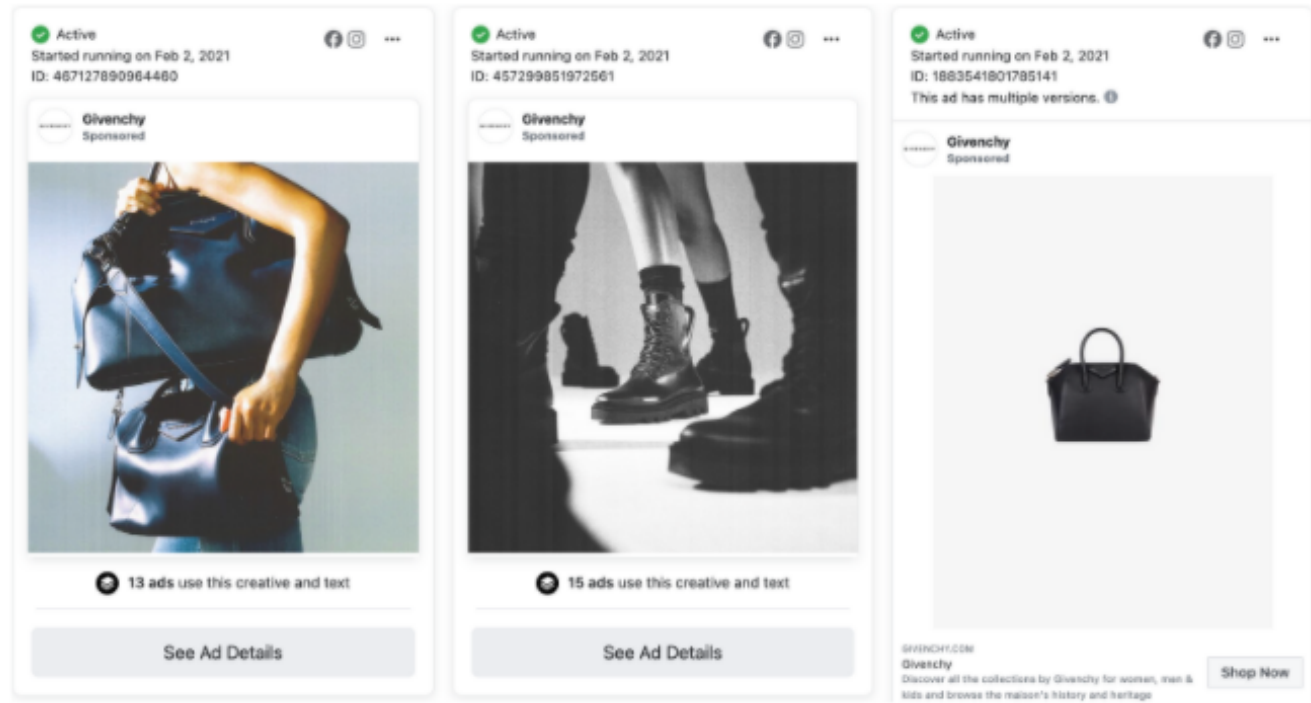 Active
Started running on Feb 2, 2021
ID: 467127890964460
Givenchy
Sponsored
13 ads use this creative and text
See Ad Details
Active
Started running on Feb 2, 2021
ID: 457299851972561
Givenchy
Sponsored
15 ads use this creative and text
See Ad Details
Active
Started running on Feb 2, 2021
ID: 1883541801785141
This ad has multiple versions.
GIVENCHY
Givenchy
Sponsored
GIVENCHY.COM
Givenchy
Discover all the collections by Givenchy for women, men &
kids and browse the maison's history and heritage
Shop Now